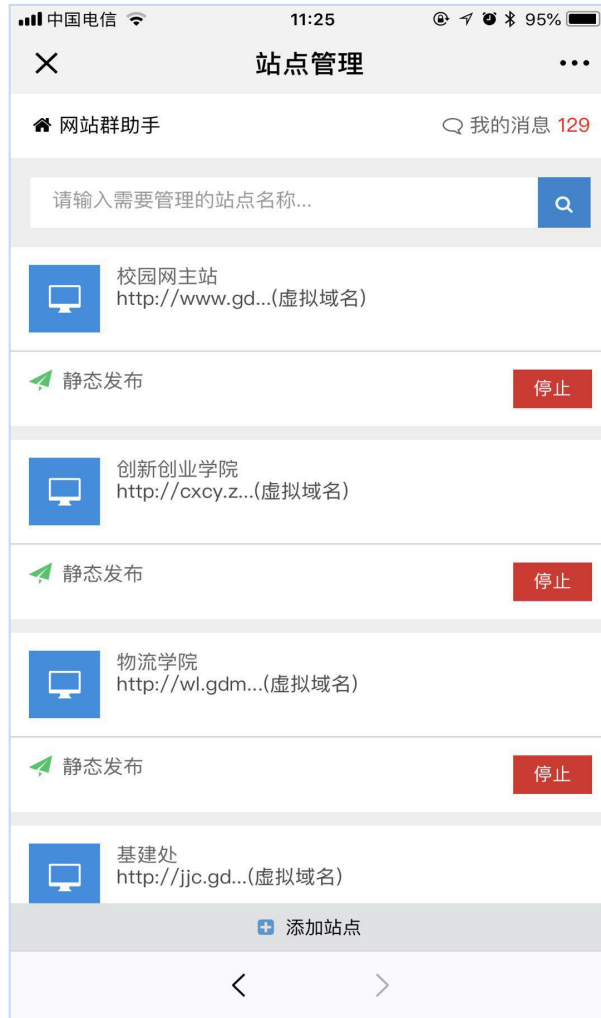 中国电信 11:25 95%
站点管理
网站群助手 我的消息 129
请输入需要管理的站点名称...
校园网主站
http://www.gd...(虚拟域名)
静态发布 停止
创新创业学院
http://cxcy.z...(虚拟域名)
静态发布 停止
物流学院
http://wl.gdm...(虚拟域名)
静态发布 停止
基建处
http://jjc.gd...(虚拟域名)
添加站点